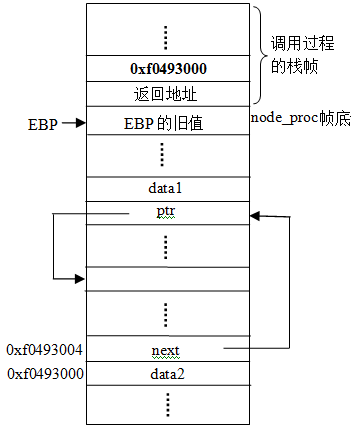 调用过程
的栈帧
0xf0493000
返回地址
EBP
EBP 的旧值
node_proc帧底
data1
ptr
0xf0493004
next
0xf0493000
data2